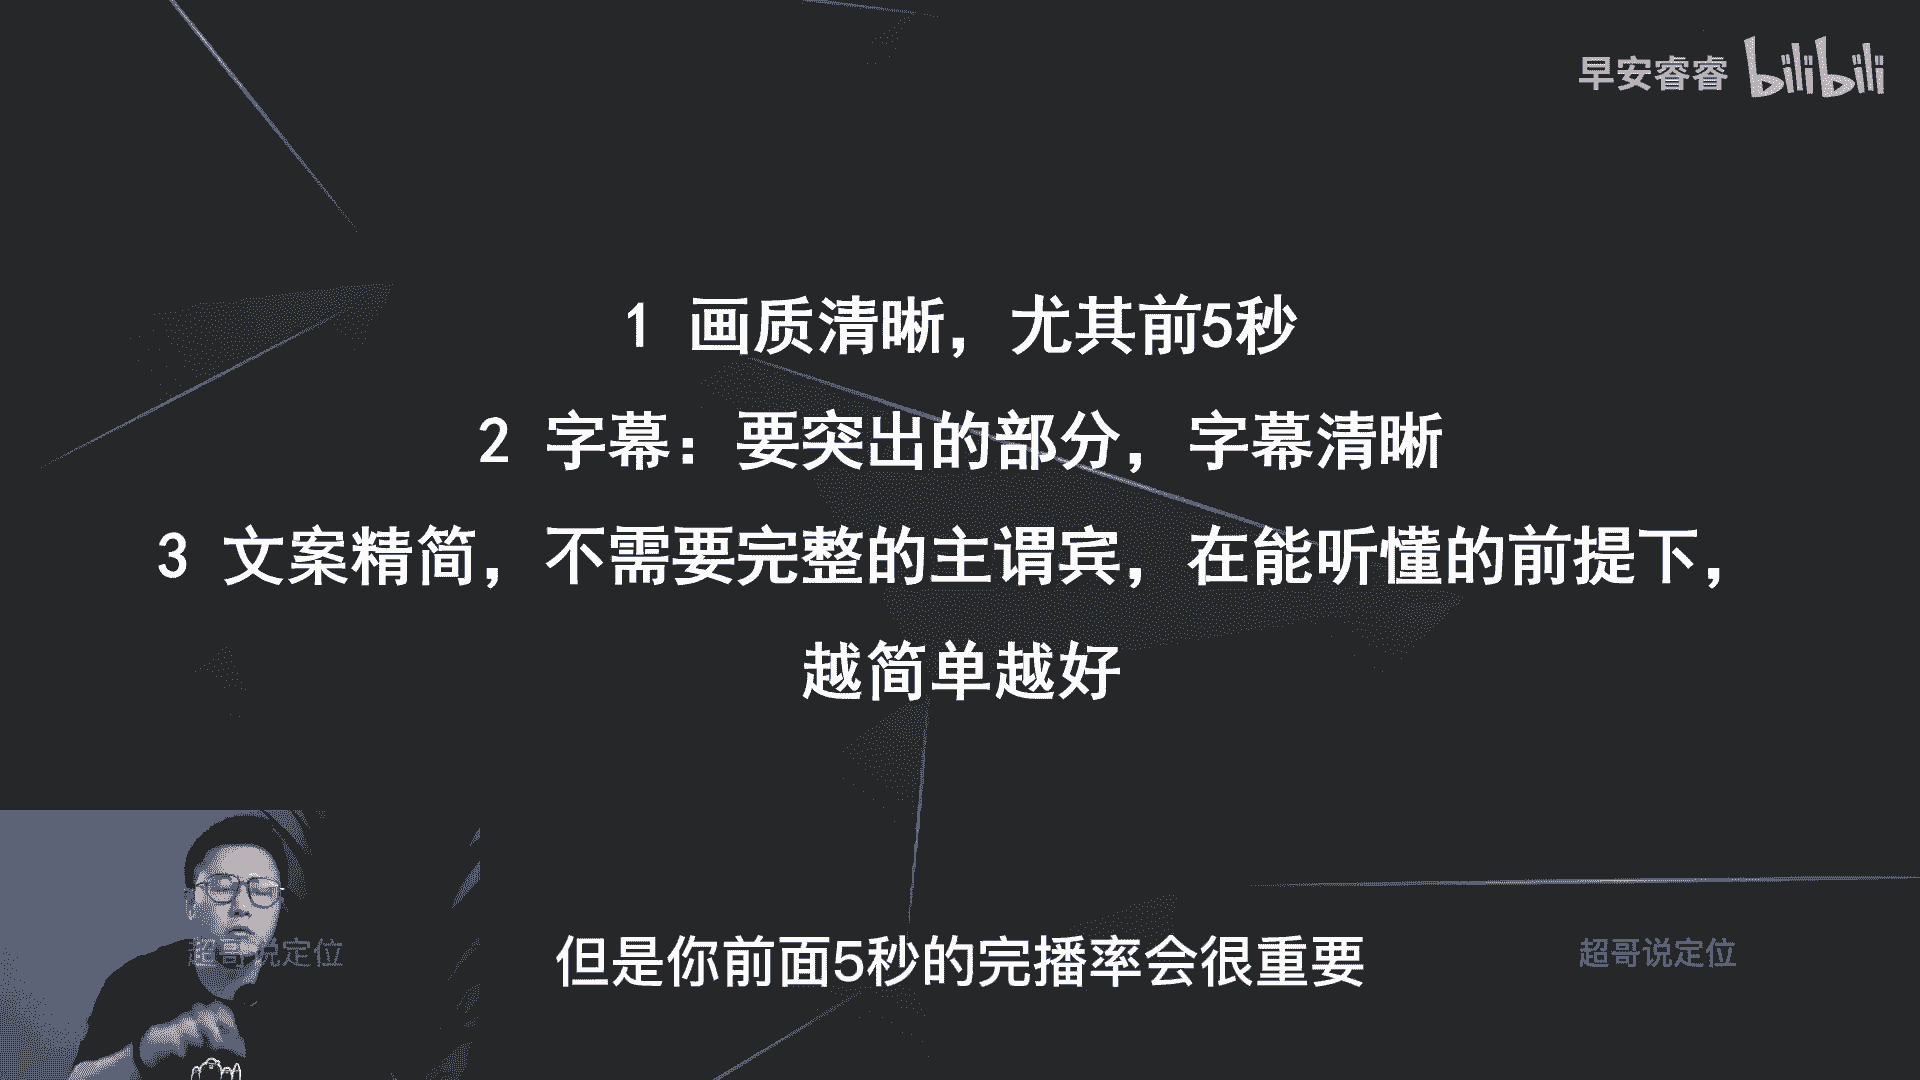 早安睿睿 bilibili
1 画质清晰，尤其前5秒
2 字幕：要突出的部分，字幕清晰
3 文案精简，不需要完整的主谓宾，在能听懂的前提下，
越简单越好
超哥说定位
但是你前面5秒的完播率会很重要
超哥说定位